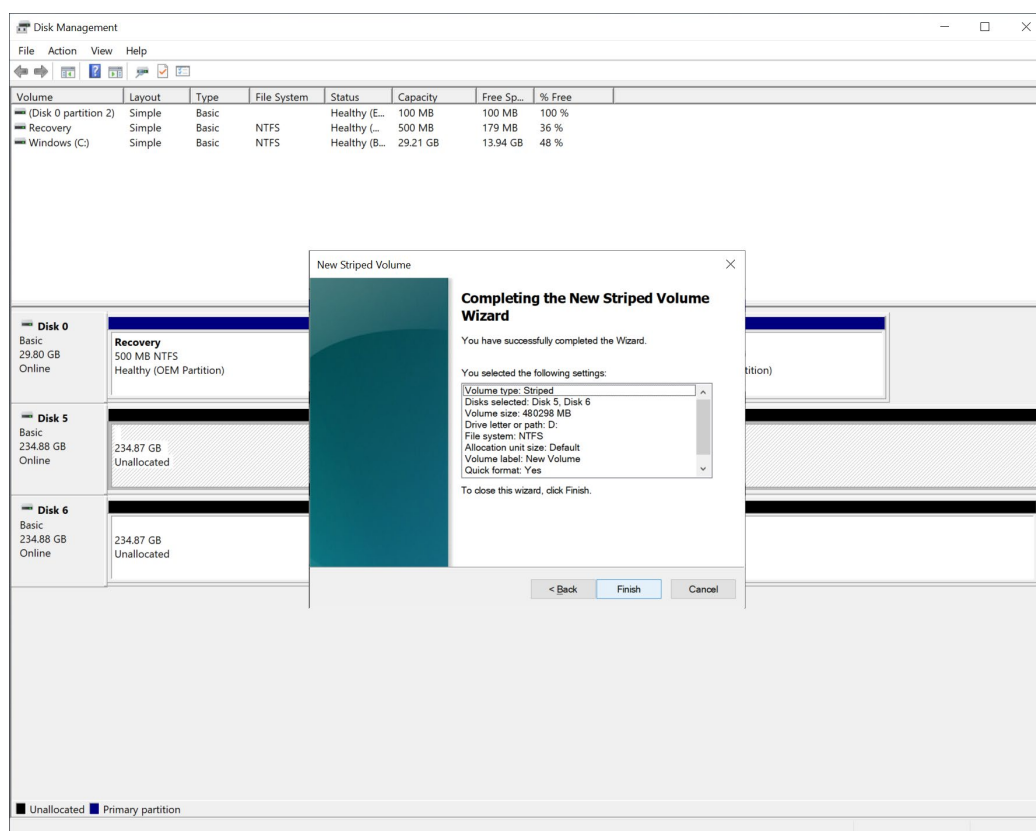 Disk Management
File Action View Help
Volume Layout Type File System Status Capacity Free Sp... % Free
(Disk 0 partition 2) Simple Basic Healthy (E... 100 MB 100 MB 100 %
Recovery Simple Basic NTFS Healthy (... 500 MB 179 MB 36 %
Windows (C:) Simple Basic NTFS Healthy (B... 29.21 GB 13.94 GB 48 %
New Striped Volume
Completing the New Striped Volume
Wizard
You have successfully completed the Wizard.
You selected the following settings:
Volume type: Striped
Disks selected: Disk 5, Disk 6
Volume size: 480298 MB
Drive letter or path: D:
File system: NTFS
Allocation unit size: Default
Volume label: New Volume
Quick format: Yes
To close this wizard, click Finish.
< Back Finish Cancel
Disk 0
Basic
29.80 GB
Online
Recovery
500 MB NTFS
Healthy (OEM Partition)
tition)
Disk 5
Basic
234.88 GB
Online
234.87 GB
Unallocated
Disk 6
Basic
234.88 GB
Online
234.87 GB
Unallocated
Unallocated Primary partition